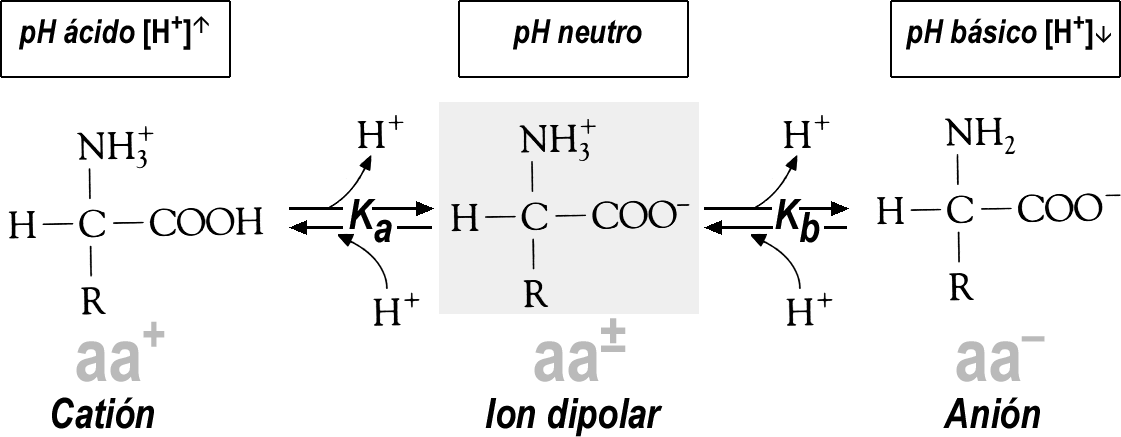 pH ácido [H⁺]↑
pH neutro
pH básico [H⁺]↓
NH₃⁺
H–C–COOH
R
H⁺
Ka
H⁺
NH₃⁺
H–C–COO⁻
R
H⁺
Kb
H⁺
NH₂
H–C–COO⁻
R
aa⁺
aa±
aa⁻
Catión
Ion dipolar
Anión